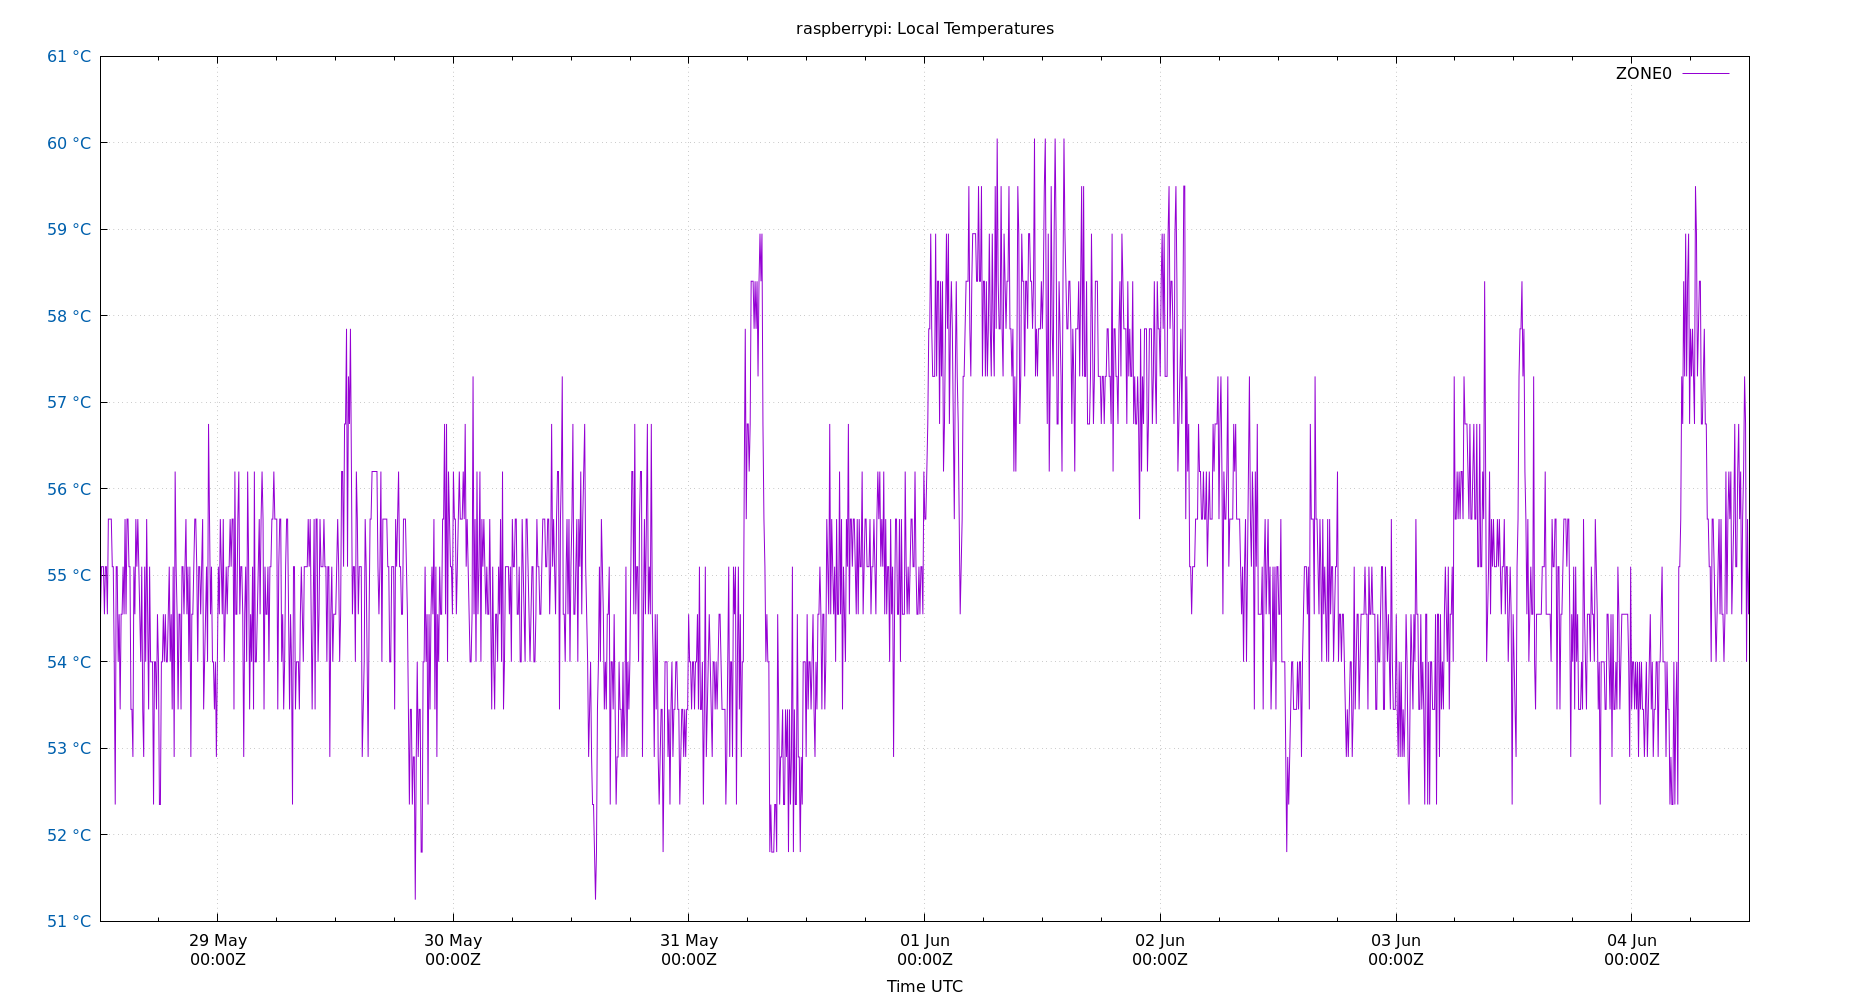 raspberrypi: Local Temperatures
61 °C
ZONE0
60 °C
59 °C
58 °C
57 °C
56 °C
55 °C
54 °C
53 °C
52 °C
51 °C
29 May 30 May 31 May 01 Jun 02 Jun 03 Jun 04 Jun
00:00Z 00:00Z 00:00Z 00:00Z 00:00Z 00:00Z 00:00Z
Time UTC